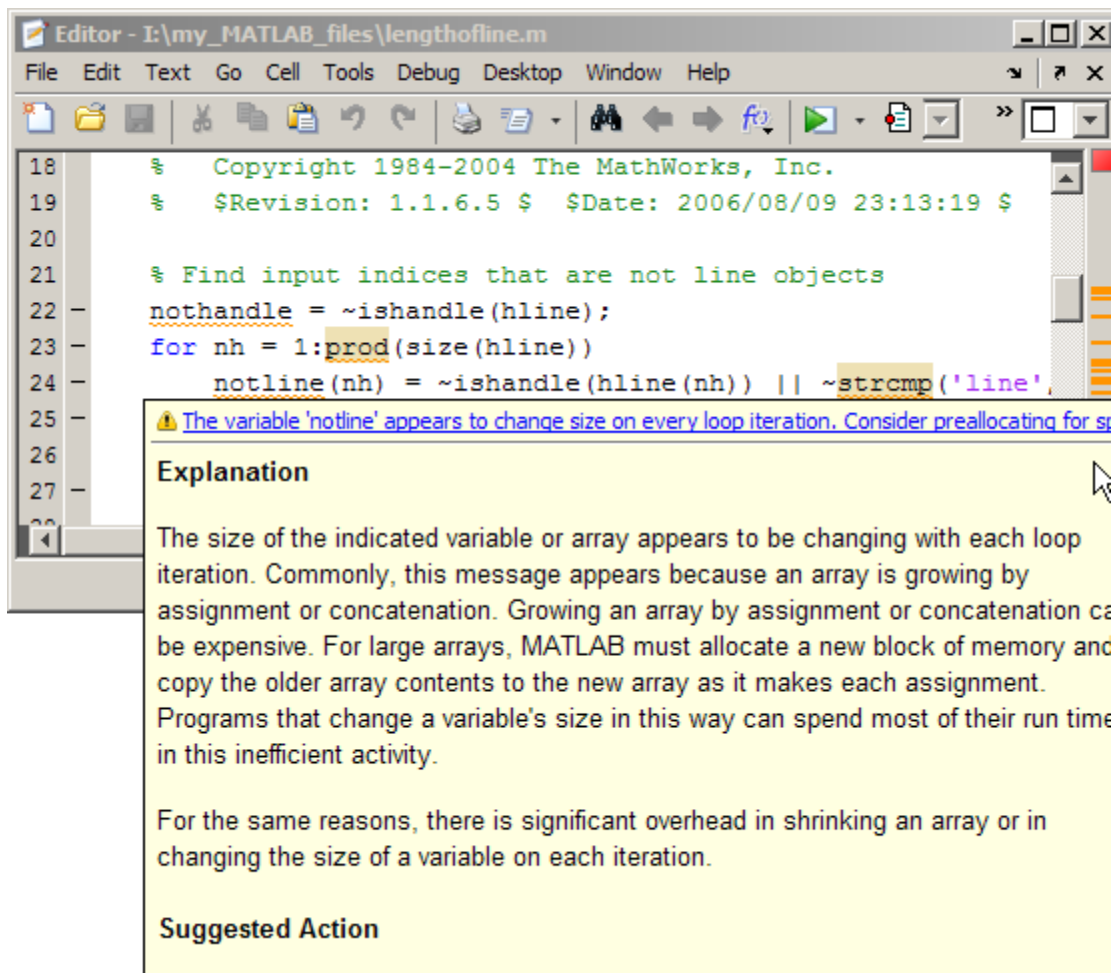 Editor - I:\my_MATLAB_files\lengthofline.m
File Edit Text Go Cell Tools Debug Desktop Window Help
18 % Copyright 1984-2004 The MathWorks, Inc.
19 % $Revision: 1.1.6.5 $ $Date: 2006/08/09 23:13:19 $
20
21 % Find input indices that are not line objects
22 - nothandle = ~ishandle(hline);
23 - for nh = 1:prod(size(hline))
24 - notline(nh) = ~ishandle(hline(nh)) || ~strcmp('line',
25 -
26
27 -
The variable 'notline' appears to change size on every loop iteration. Consider preallocating for sp
Explanation
The size of the indicated variable or array appears to be changing with each loop
iteration. Commonly, this message appears because an array is growing by
assignment or concatenation. Growing an array by assignment or concatenation ca
be expensive. For large arrays, MATLAB must allocate a new block of memory and
copy the older array contents to the new array as it makes each assignment.
Programs that change a variable's size in this way can spend most of their run time
in this inefficient activity.
For the same reasons, there is significant overhead in shrinking an array or in
changing the size of a variable on each iteration.
Suggested Action